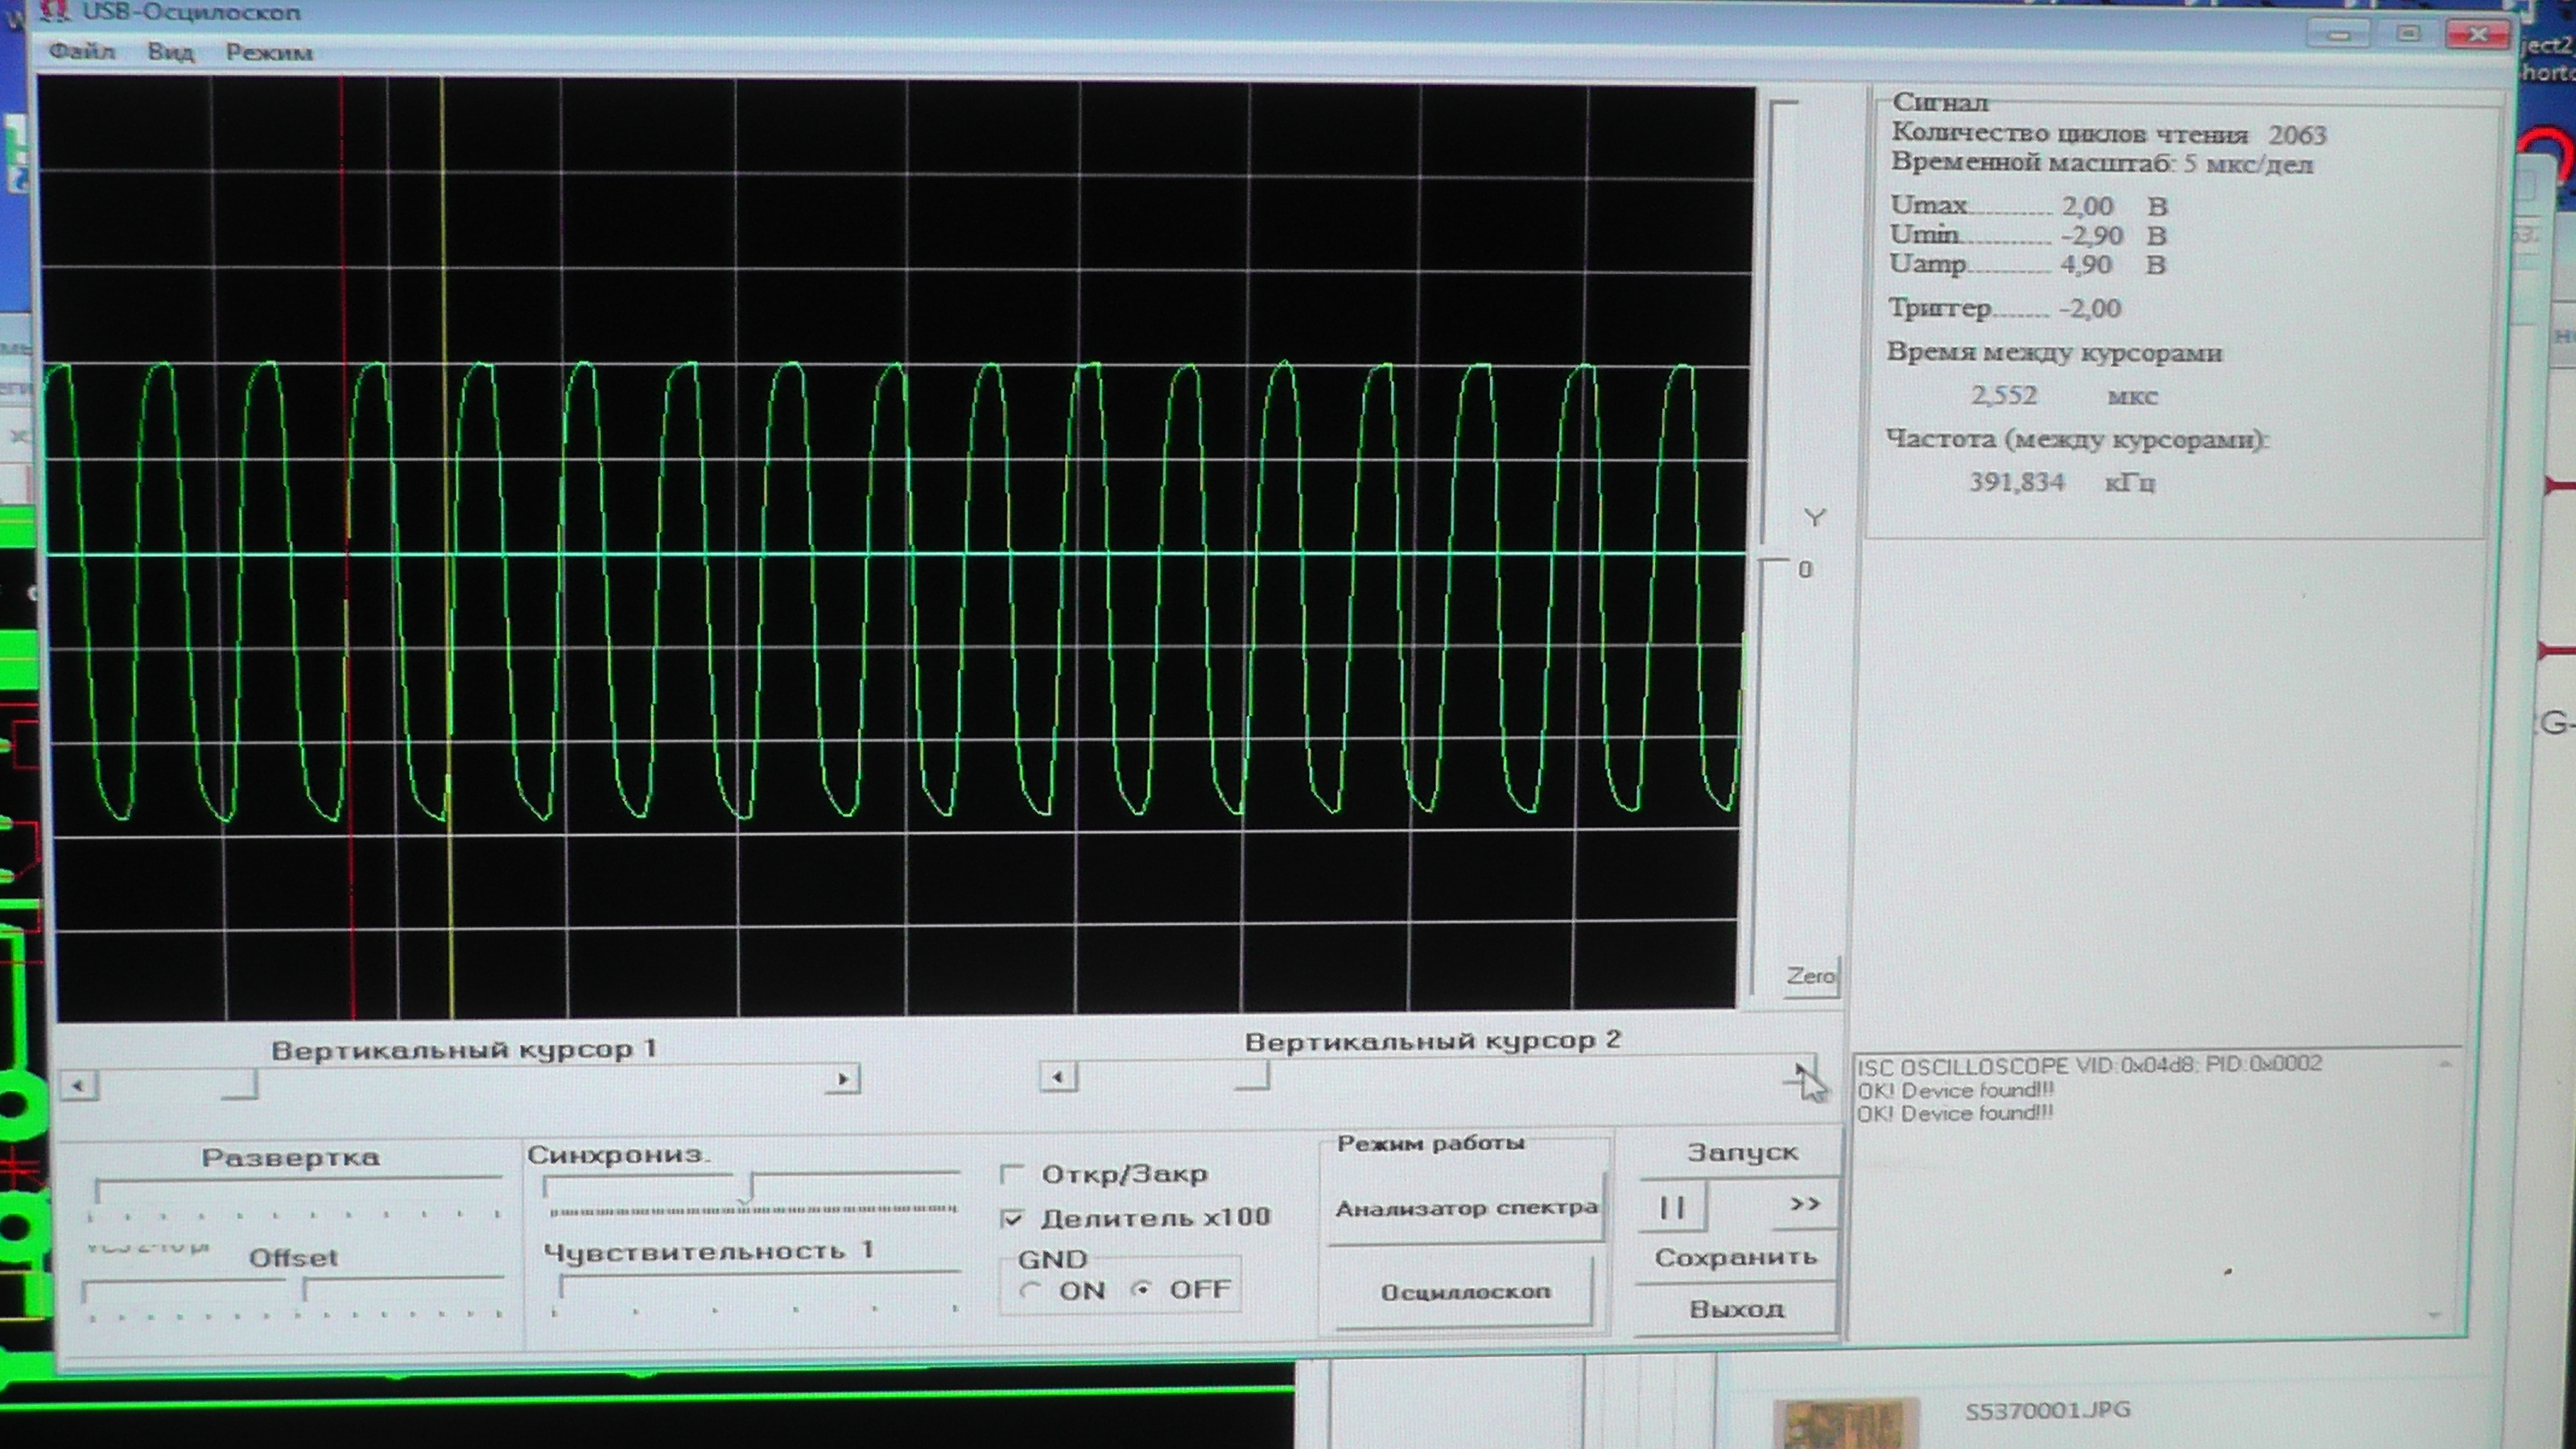 USB-Осцилоскоп
Файл Вид Режим
Сигнал
Количество циклов чтения 2063
Временной масштаб: 5 мкс/дел
Umax........... 2,00 В
Umin............ -2,90 В
Uamp........... 4,90 В
Триггер........ -2,00
Время между курсорами
2,552 мкс
Частота (между курсорами):
391,834 кГц
Y
0
Zero
Вертикальный курсор 1
Вертикальный курсор 2
ISC OSCILLOSCOPE VID:0x04d8; PID:0x0002
OK! Device found!!!
OK! Device found!!!
Развертка
Синхрониз.
Откр/Закр
Делитель x100
Режим работы
Анализатор спектра
Осциллоскоп
Запуск
>>
Offset
Чувствительность 1
GND
ON OFF
Сохранить
Выход
S5370001.JPG
ject2
horto
G-